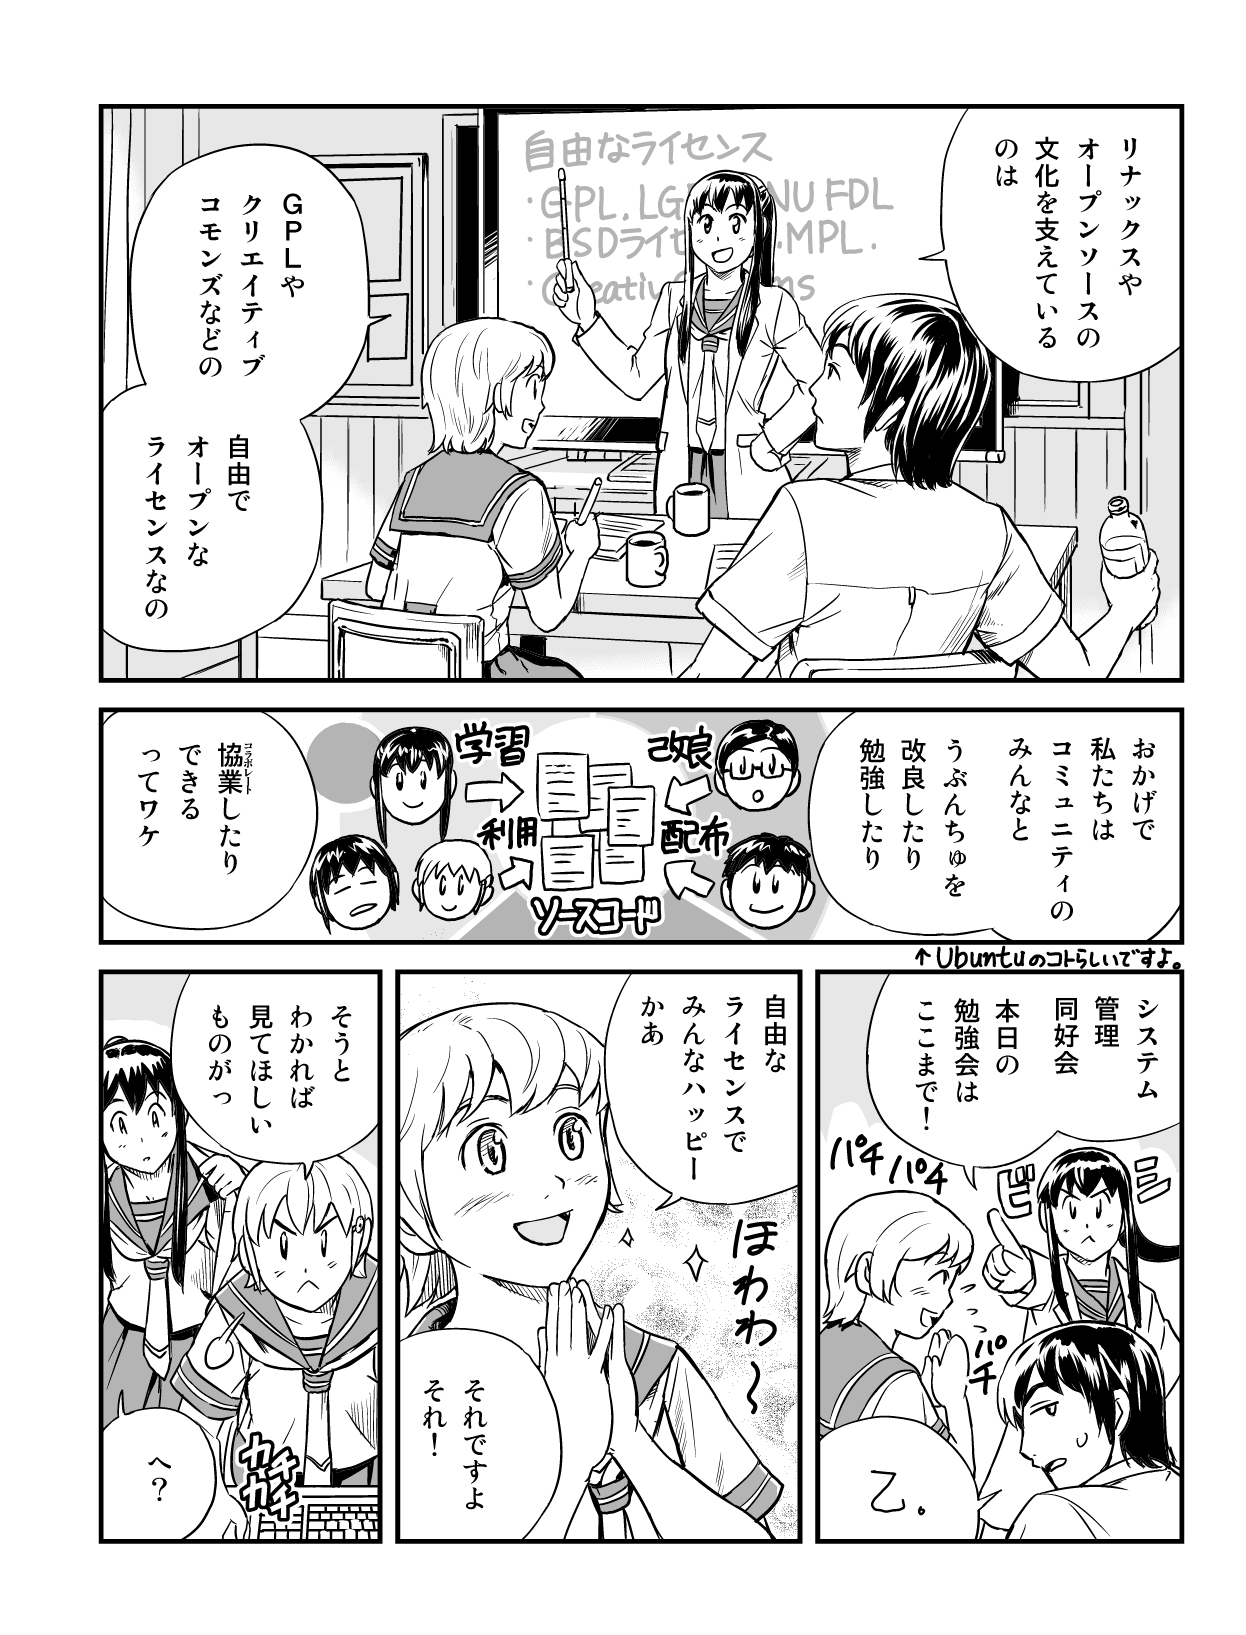 リナックスや
オープンソースの
文化を支えている
のは
自由なライセンス
・GPL.LG
NU FDL
・BSDライセ
.MPL.
・Creativ
ms
GPLや
クリエイティブ
コモンズなどの
自由で
オープンな
ライセンスなの
おかげで
私たちは
コミュニティの
みんなと
うぶんちゅを
改良したり
勉強したり
改良
配布
学習
利用
ソースコード
協業したり
コラボレート
できる
ってワケ
↑Ubuntuのコトらしいですよ。
システム
管理
同好会
本日の
勉強会は
ここまで!
ビシ
パチパチ
パチ
乙。
自由な
ライセンスで
みんなハッピー
かぁ
ほわわ〜
それですよ
それ!
そうと
わかれば
見てほしい
ものがっ
カチカチ
へ?